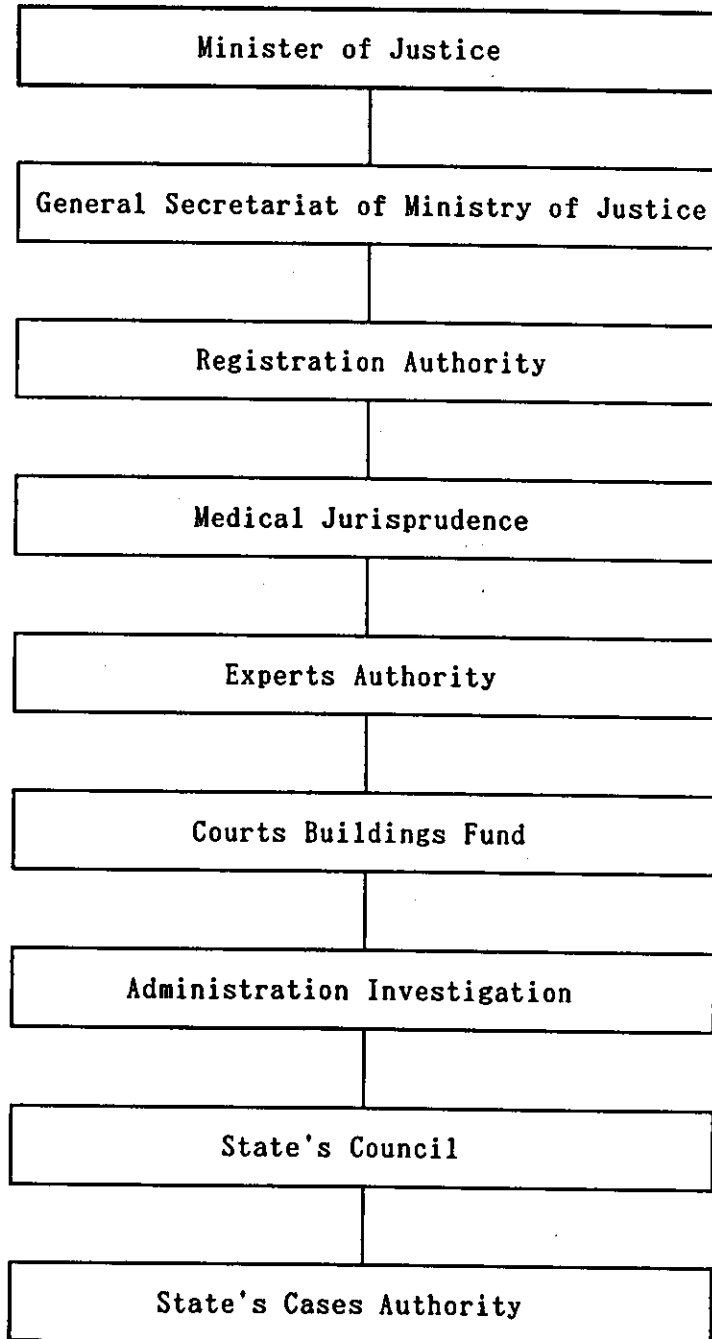 Minister of Justice
General Secretariat of Ministry of Justice
Registration Authority
Medical Jurisprudence
Experts Authority
Courts Buildings Fund
Administration Investigation
State's Council
State's Cases Authority